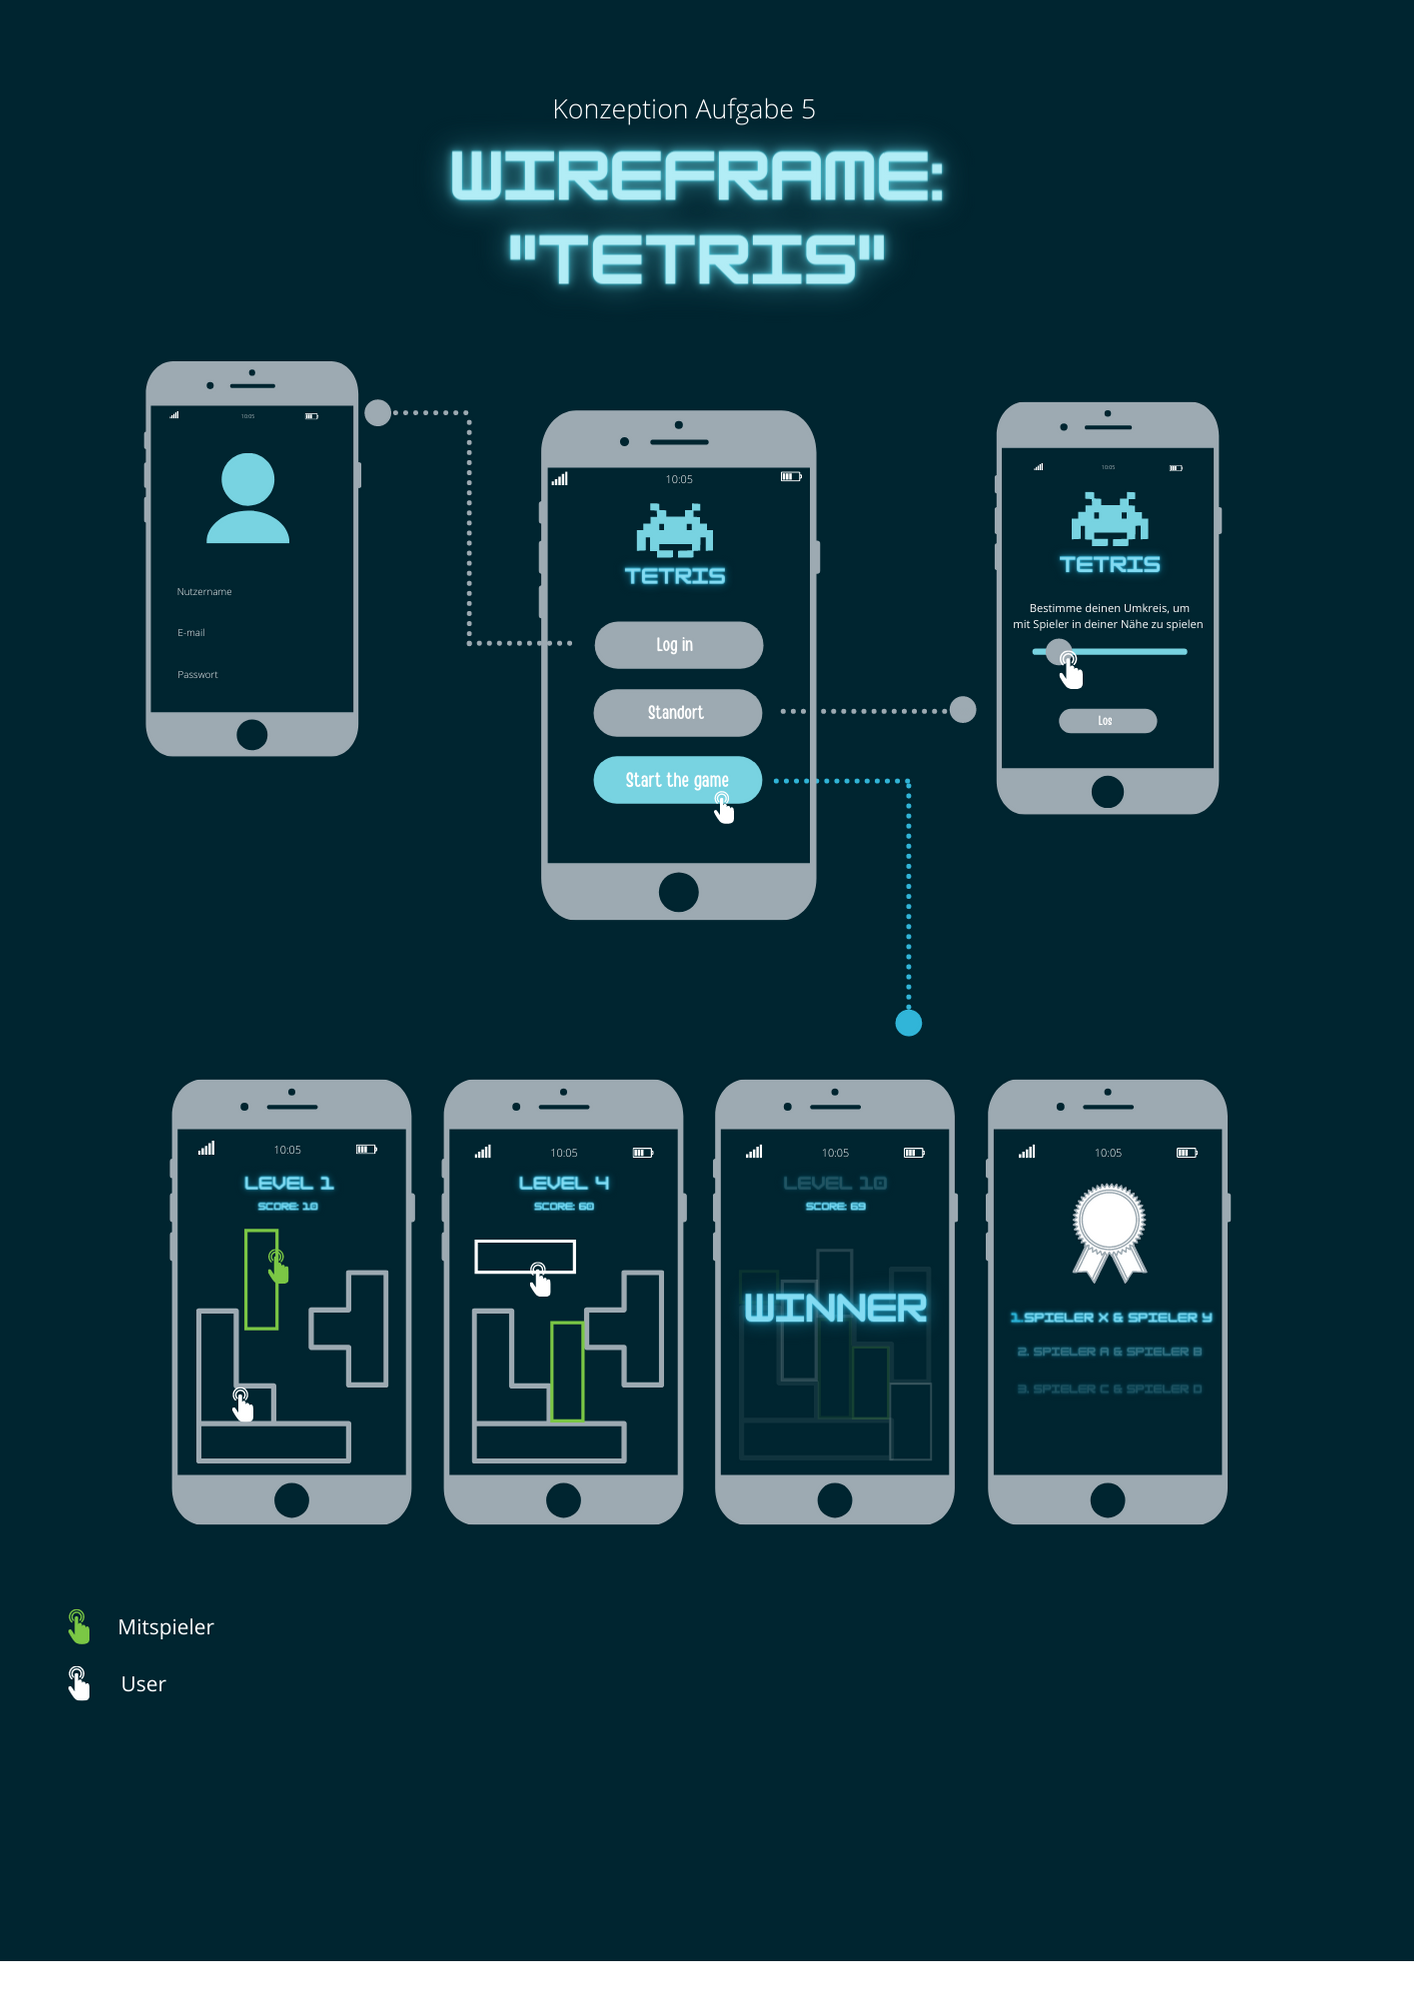 Konzeption Aufgabe 5
WIREFRAME:
"TETRIS"
10:05
Nutzername
E-mail
Passwort
10:05
TETRIS
Log in
Standort
Start the game
10:05
TETRIS
Bestimme deinen Umkreis, um
mit Spieler in deiner Nähe zu spielen
Los
10:05
LEVEL 1
SCORE: 10
10:05
LEVEL 4
SCORE: 60
10:05
LEVEL 10
SCORE: 69
WINNER
10:05
1.SPIELER X & SPIELER Y
2. SPIELER A & SPIELER B
3. SPIELER C & SPIELER D
Mitspieler
User